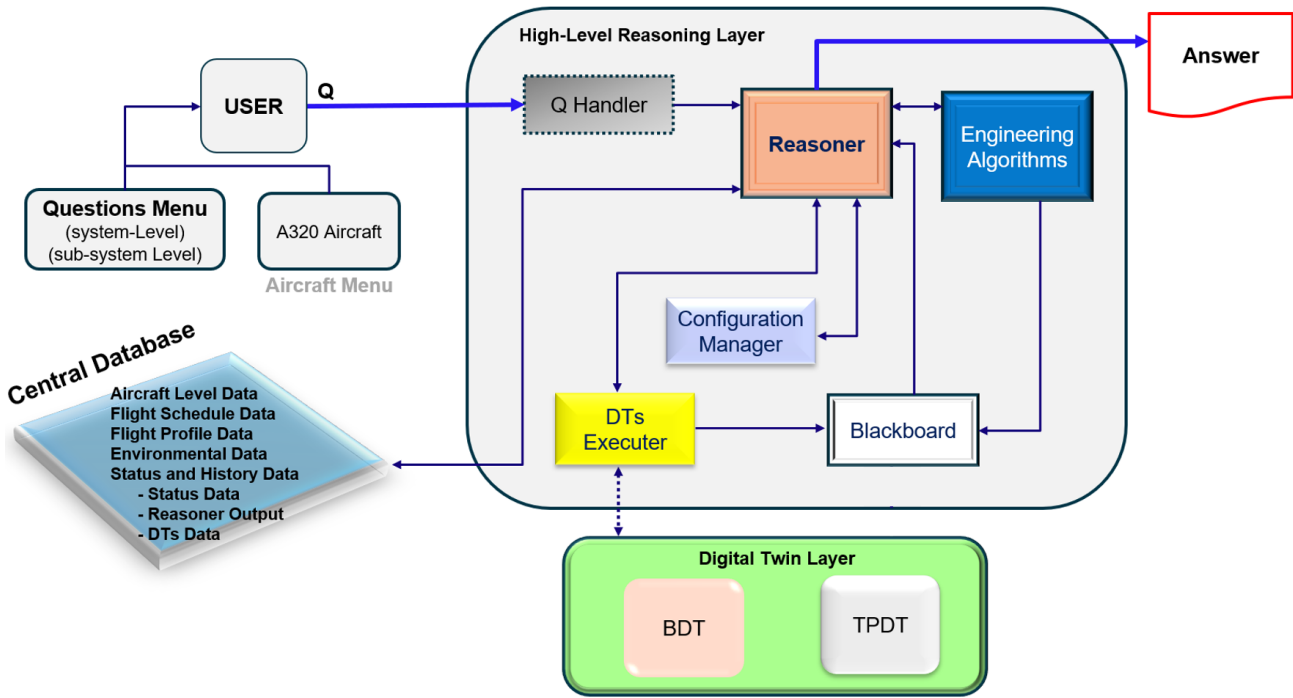 High-Level Reasoning Layer
Answer
Q
USER
Q Handler
Reasoner
Engineering
Algorithms
Questions Menu
(system-Level)
(sub-system Level)
A320 Aircraft
Aircraft Menu
Configuration
Manager
Central Database
Aircraft Level Data
Flight Schedule Data
Flight Profile Data
Environmental Data
Status and History Data
- Status Data
- Reasoner Output
- DTs Data
DTs
Executer
Blackboard
Digital Twin Layer
BDT
TPDT